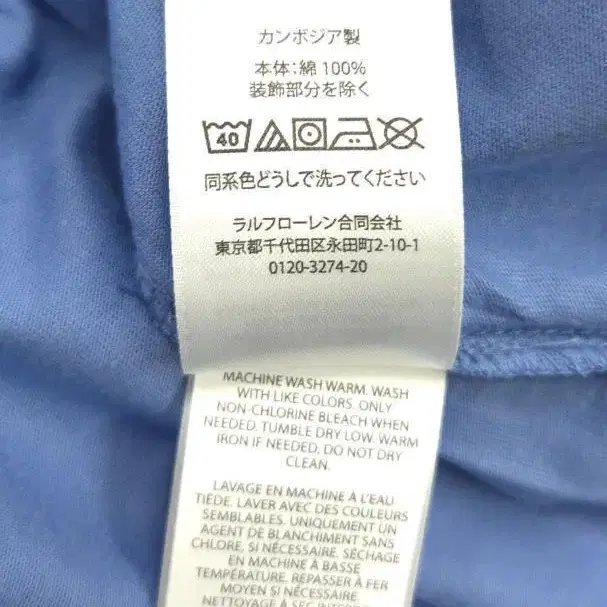 カンボジア製
本体：綿 100%
装飾部分を除く
40
同系色どうしで洗ってください
ラルフローレン合同会社
東京都千代田区永田町2-10-1
0120-3274-20
MACHINE WASH WARM. WASH
WITH LIKE COLORS. ONLY
NON-CHLORINE BLEACH WHEN
NEEDED. TUMBLE DRY LOW. WARM
IRON IF NEEDED. DO NOT DRY
CLEAN.
LAVAGE EN MACHINE À L'EAU
TIÈDE. LAVER AVEC DES COULEURS
SEMBLABLES. UNIQUEMENT UN
AGENT DE BLANCHIMENT SANS
CHLORE, SI NÉCESSAIRE. SÉCHAGE
EN MACHINE À BASSE
TEMPÉRATURE. REPASSER À FER
MOYEN SI NÉCESSAIRE.
NETTOYAGE À SEC INTERDIT.